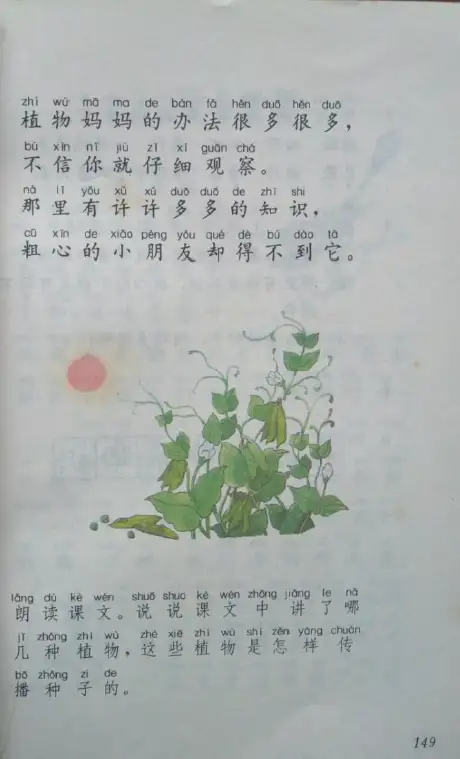 zhí wù mā ma de bàn fǎ hěn duō hěn duō
植物妈妈的办法很多很多，
bù xìn nǐ jiù zǐ xì guān chá
不信你就仔细观察。
nà lǐ yǒu xǔ xǔ duō duō de zhī shi
那里有许许多多的知识，
cū xīn de xiǎo péng yǒu què dé bú dào tā
粗心的小朋友却得不到它。
lǎng dú kè wén shuō shuo kè wén zhōng jiǎng le nǎ
朗读课文。说说课文中讲了哪
jǐ zhǒng zhí wù zhè xiē zhí wù shì zěn yàng chuán
几种植物，这些植物是怎样传
bō zhǒng zi de
播种子的。
149